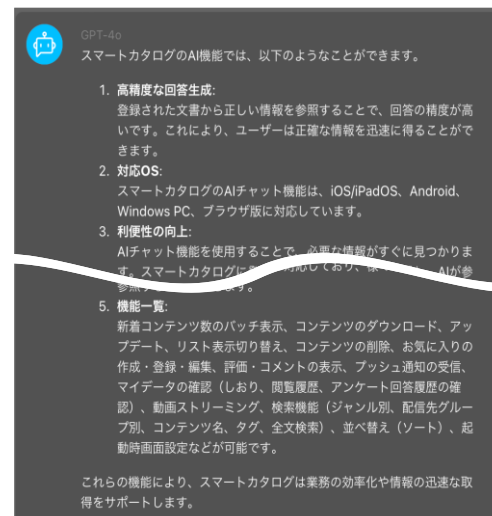 GPT-4o
スマートカタログのAI機能では、以下のようなことができます。
1. 高精度な回答生成:
登録された文書から正しい情報を参照することで、回答の精度が高
いです。これにより、ユーザーは正確な情報を迅速に得ることがで
きます。
2. 対応OS:
スマートカタログのAIチャット機能は、iOS/iPadOS、Android、
Windows PC、ブラウザ版に対応しています。
3. 利便性の向上:
AIチャット機能を使用することで、必要な情報がすぐに見つかりま
す。スマートカタログに 対応しており、 AIが参
5. 機能一覧:
新着コンテンツ数のバッチ表示、コンテンツのダウンロード、アッ
プデート、リスト表示切り替え、コンテンツの削除、お気に入りの
作成・登録・編集、評価・コメントの表示、プッシュ通知の受信、
マイデータの確認（しおり、閲覧履歴、アンケート回答履歴の確
認）、動画ストリーミング、検索機能（ジャンル別、配信先グルー
プ別、コンテンツ名、タグ、全文検索）、並べ替え（ソート）、起
動時画面設定などが可能です。
これらの機能により、スマートカタログは業務の効率化や情報の迅速な取
得をサポートします。